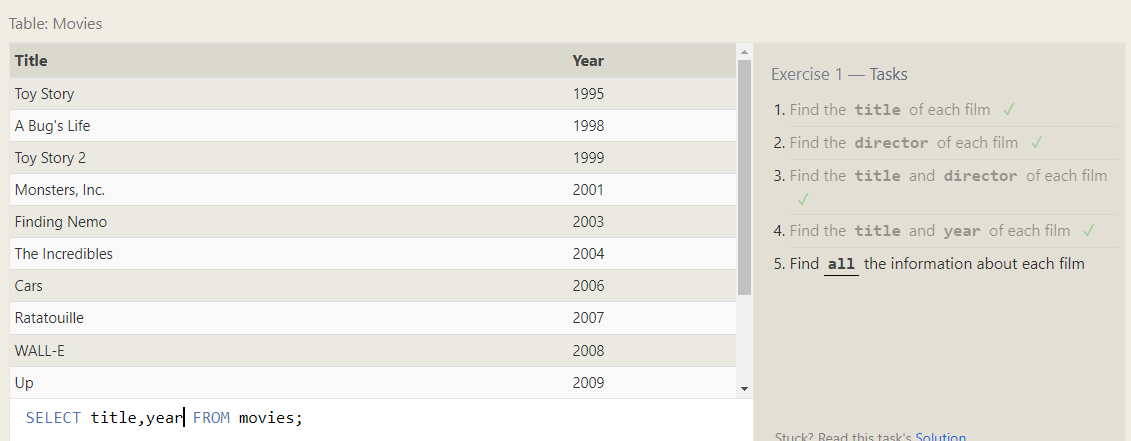 Table: Movies
Title Year
Toy Story 1995
A Bug's Life 1998
Toy Story 2 1999
Monsters, Inc. 2001
Finding Nemo 2003
The Incredibles 2004
Cars 2006
Ratatouille 2007
WALL-E 2008
Up 2009
SELECT title,year FROM movies;
Exercise 1 — Tasks
1. Find the title of each film ✓
2. Find the director of each film ✓
3. Find the title and director of each film
✓
4. Find the title and year of each film ✓
5. Find all the information about each film
Stuck? Read this task's Solution